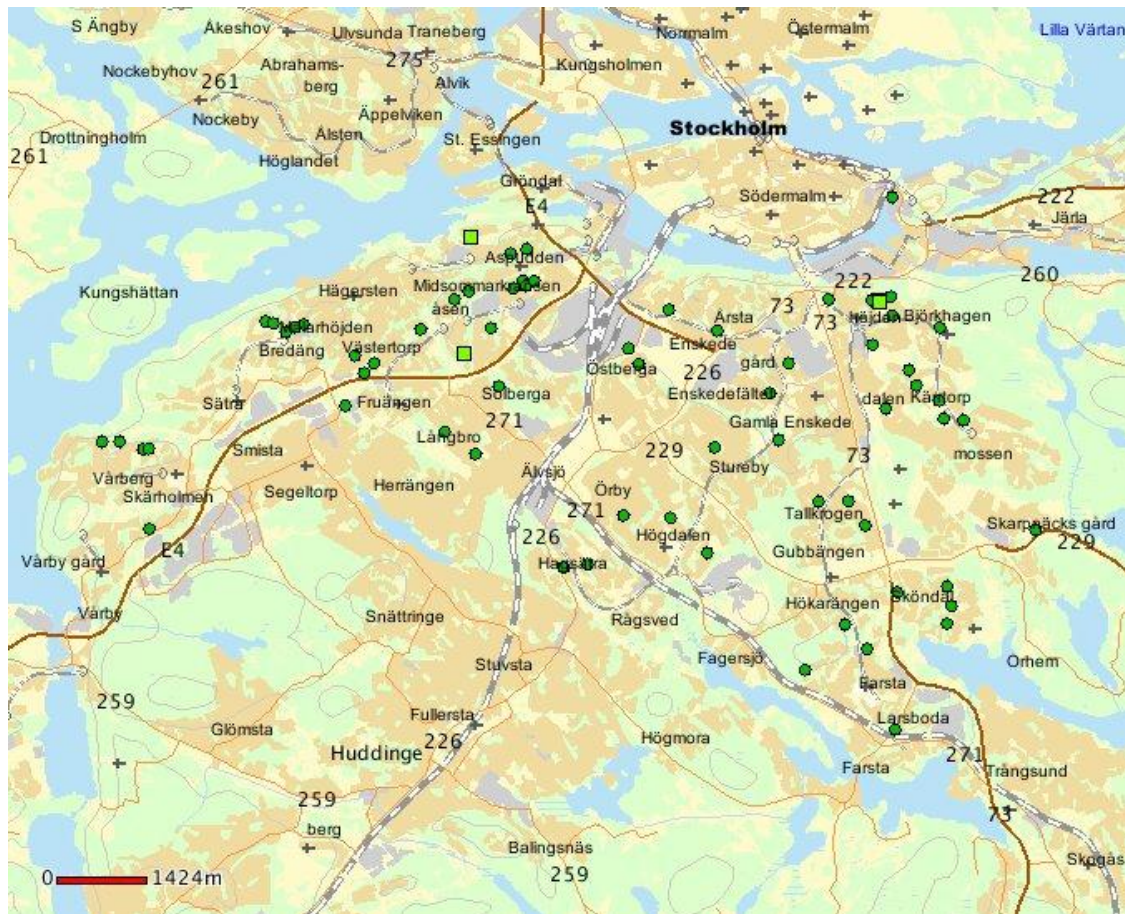 S Ängby
Åkeshov
Ulvsunda
Traneberg
Norrmalm
Östermalm
Lilla Värtan
Nockebyhov
261
Abrahams-
berg
275
Alvik
Kungsholmen
Nockeby
Äppelviken
Drottningholm
Ålsten
St. Essingen
Stockholm
261
Höglandet
Gröndal
Södermalm
E4
222
Järla
Aspudden
Kungshättan
Hägersten
Midsommarkransen
åsen
222
260
73
73
höjden
Björkhagen
Mälarhöjden
Bredäng
Västertorp
Årsta
Enskede
gård
Östberga
226
Sätra
Fruängen
Solberga
Enskedefältet
dalen
Kärrtorp
271
Gamla Enskede
Smista
Långbro
229
73
mossen
Vårberg
Skärholmen
Segeltorp
Herrängen
Älvsjö
Stureby
Örby
271
Tallkrogen
E4
226
Högdalen
Skarpnäcks gård
229
Vårby gård
Hagsätra
Gubbängen
Vårby
Snättringe
Rågsved
Hökarängen
Sköndal
Stuvsta
Fagersjö
Orhem
259
Farsta
Glömsta
Fullersta
226
Högmora
Larsboda
Huddinge
271
Farsta
Trångsund
259
73
berg
Balingsnäs
259
Skogås
0
1424m